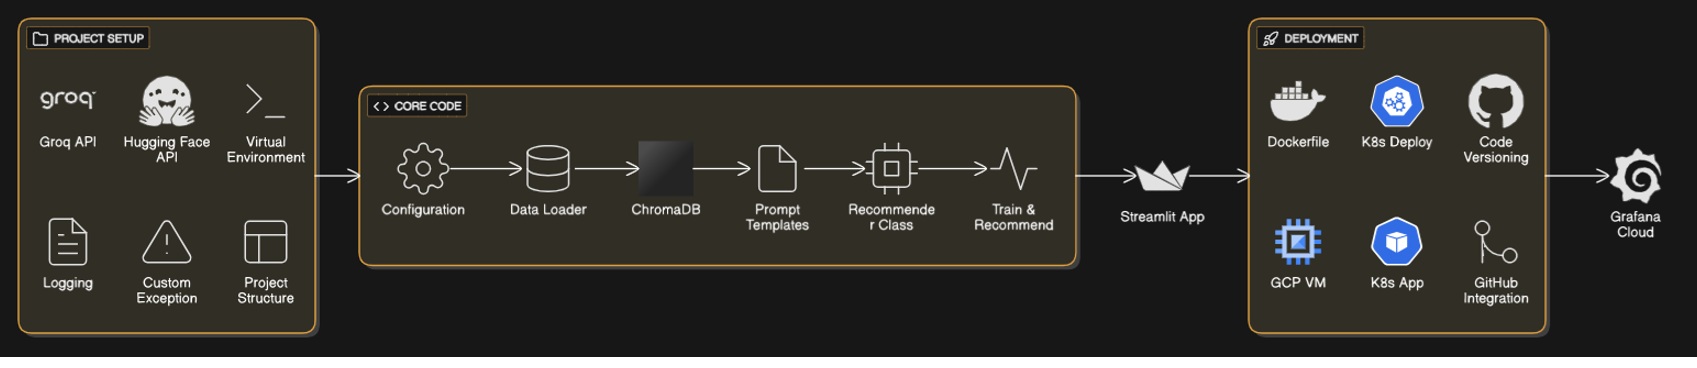 PROJECT SETUP
groq
Groq API
Hugging Face
API
Virtual
Environment
Logging
Custom
Exception
Project
Structure
CORE CODE
Configuration
Data Loader
ChromaDB
Prompt
Templates
Recommende
r Class
Train &
Recommend
Streamlit App
DEPLOYMENT
Dockerfile
K8s Deploy
Code
Versioning
GCP VM
K8s App
GitHub
Integration
Grafana
Cloud